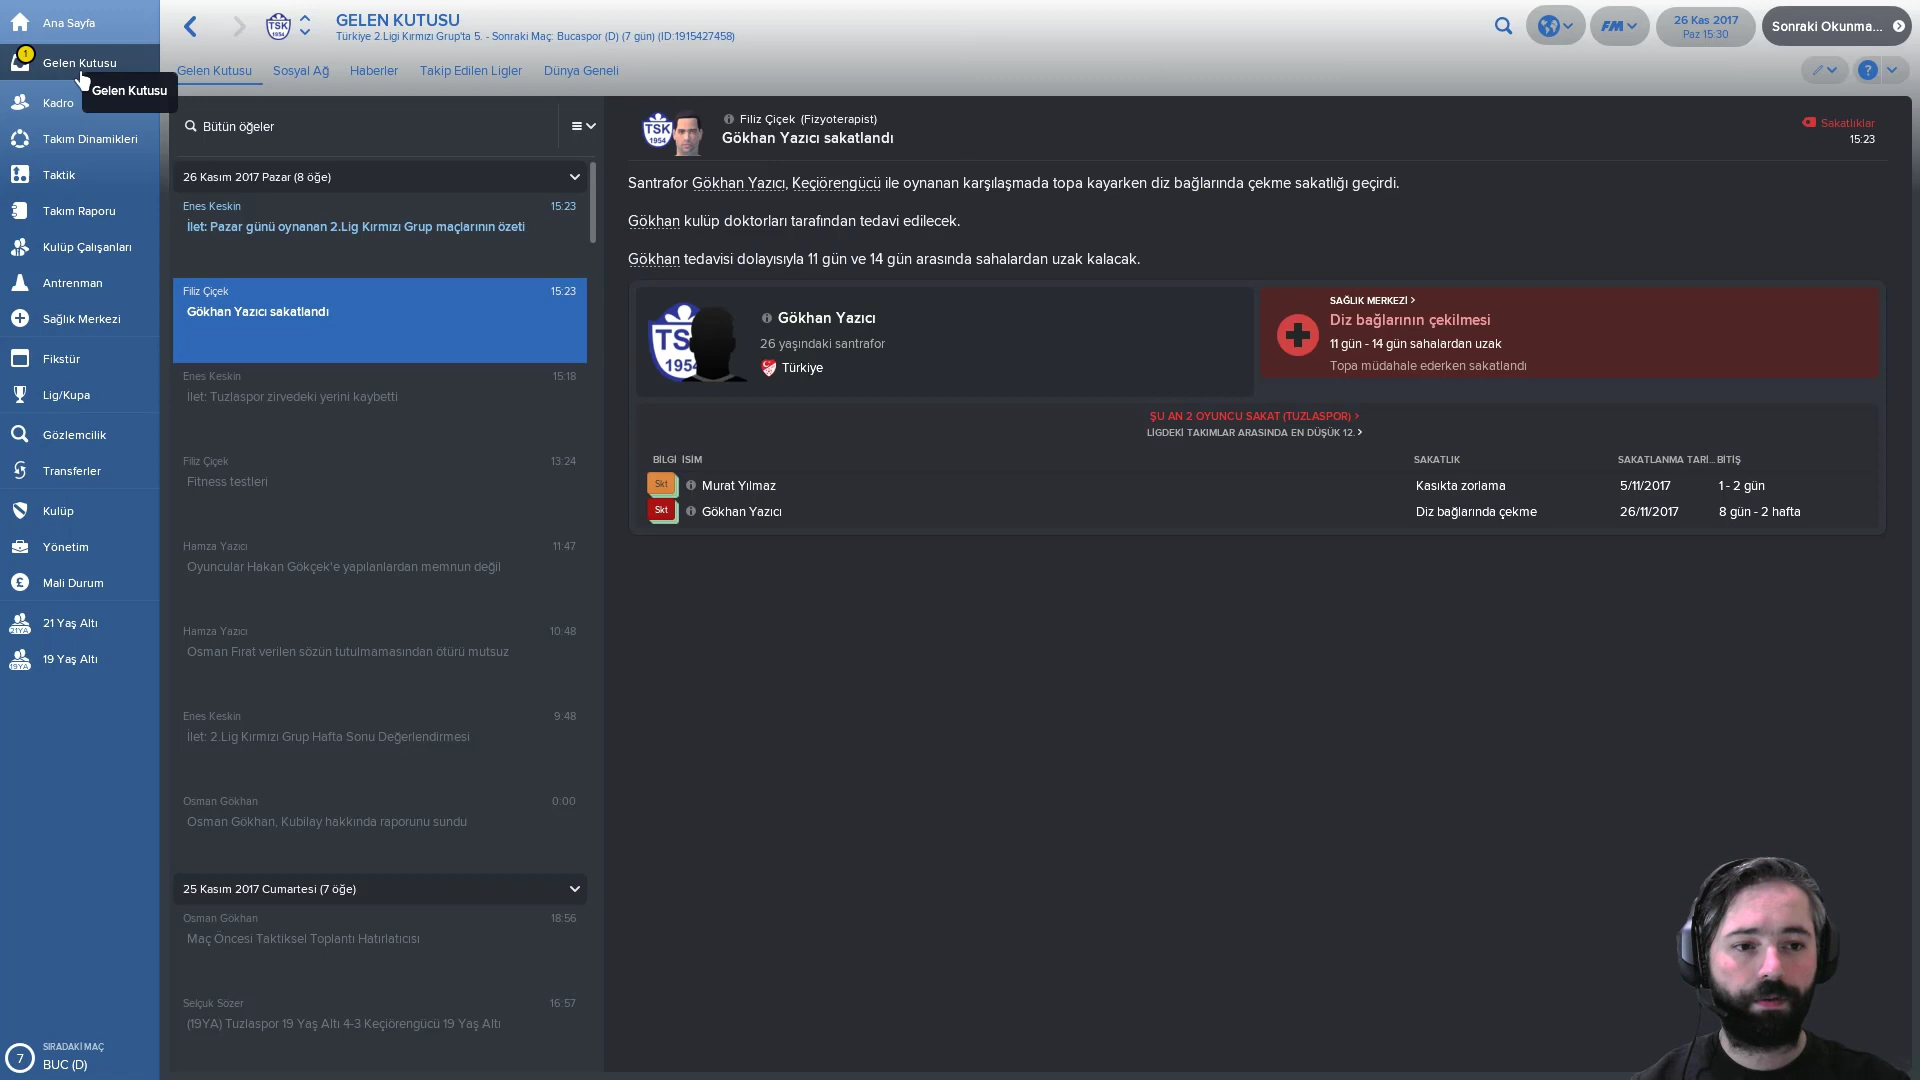 Ana Sayfa
1
Gelen Kutusu
Gelen Kutusu
Kadro
Takım Dinamikleri
Taktik
Takım Raporu
Kulüp Çalışanları
Antrenman
Sağlık Merkezi
Fikstür
Lig/Kupa
Gözlemcilik
Transferler
Kulüp
Yönetim
Mali Durum
21YA
21 Yaş Altı
19YA
19 Yaş Altı
7
SIRADAKİ MAÇ
BUC (D)
TSK
1954
GELEN KUTUSU
Türkiye 2.Ligi Kırmızı Grup'ta 5. - Sonraki Maç: Bucaspor (D) (7 gün) (ID:1915427458)
FM
26 Kas 2017
Paz 15:30
Sonraki Okunma...
Gelen Kutusu
Sosyal Ağ
Haberler
Takip Edilen Ligler
Dünya Geneli
?
Bütün öğeler
26 Kasım 2017 Pazar (8 öğe)
Enes Keskin 15:23
İlet: Pazar günü oynanan 2.Lig Kırmızı Grup maçlarının özeti
Filiz Çiçek 15:23
Gökhan Yazıcı sakatlandı
Enes Keskin 15:18
İlet: Tuzlaspor zirvedeki yerini kaybetti
Filiz Çiçek 13:24
Fitness testleri
Hamza Yazıcı 11:47
Oyuncular Hakan Gökçek'e yapılanlardan memnun değil
Hamza Yazıcı 10:48
Osman Fırat verilen sözün tutulmamasından ötürü mutsuz
Enes Keskin 9:48
İlet: 2.Lig Kırmızı Grup Hafta Sonu Değerlendirmesi
Osman Gökhan 0:00
Osman Gökhan, Kubilay hakkında raporunu sundu
25 Kasım 2017 Cumartesi (7 öğe)
Osman Gökhan 18:56
Maç Öncesi Taktiksel Toplantı Hatırlatıcısı
Selçuk Sözer 16:57
(19YA) Tuzlaspor 19 Yaş Altı 4-3 Keçiörengücü 19 Yaş Altı
TSK
1954
Filiz Çiçek (Fizyoterapist)
Gökhan Yazıcı sakatlandı
Sakatlıklar
15:23
Santrafor Gökhan Yazıcı, Keçiörengücü ile oynanan karşılaşmada topa kayarken diz bağlarında çekme sakatlığı geçirdi.
Gökhan kulüp doktorları tarafından tedavi edilecek.
Gökhan tedavisi dolayısıyla 11 gün ve 14 gün arasında sahalardan uzak kalacak.
TS
1954
Gökhan Yazıcı
26 yaşındaki santrafor
Türkiye
SAĞLIK MERKEZİ >
Diz bağlarının çekilmesi
11 gün - 14 gün sahalardan uzak
Topa müdahale ederken sakatlandı
ŞU AN 2 OYUNCU SAKAT (TUZLASPOR) >
LİGDEKİ TAKIMLAR ARASINDA EN DÜŞÜK 12. >
BİLGİ İSİM SAKATLIK SAKATLANMA TARİ... BİTİŞ
Skt Murat Yılmaz Kasıkta zorlama 5/11/2017 1 - 2 gün
Skt Gökhan Yazıcı Diz bağlarında çekme 26/11/2017 8 gün - 2 hafta